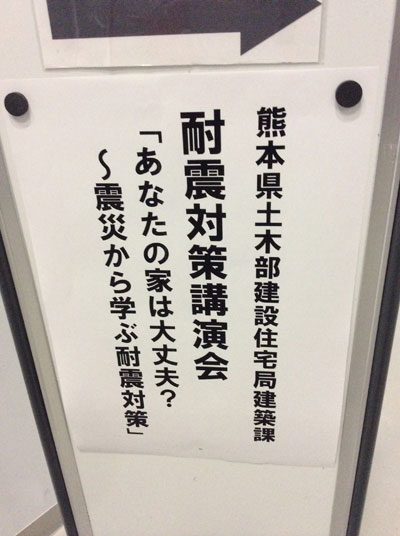 熊本県土木部建設住宅局建築課
耐震対策講演会
「あなたの家は大丈夫?
～震災から学ぶ耐震対策」